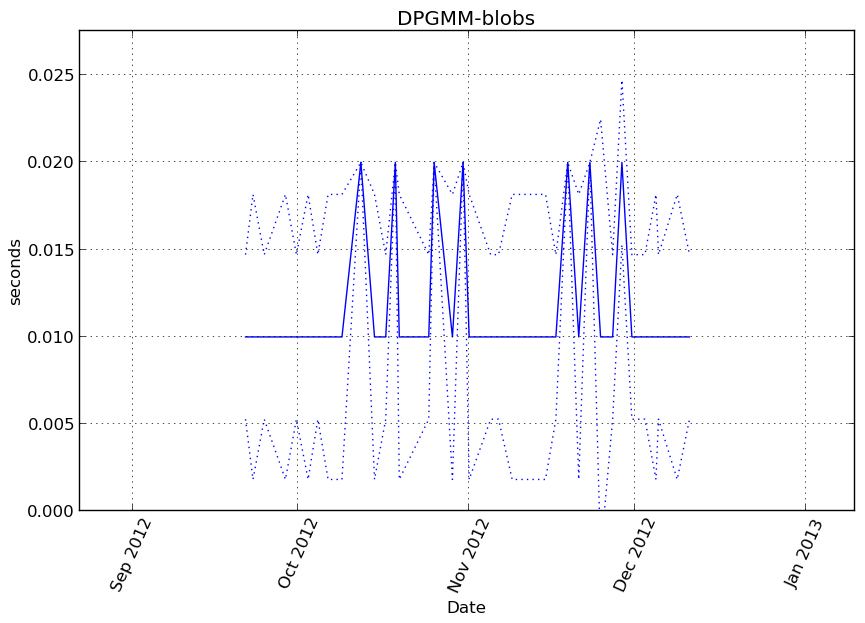 DPGMM-blobs
0.025
0.020
0.015
0.010
0.005
0.000
seconds
Sep 2012
Oct 2012
Nov 2012
Dec 2012
Jan 2013
Date